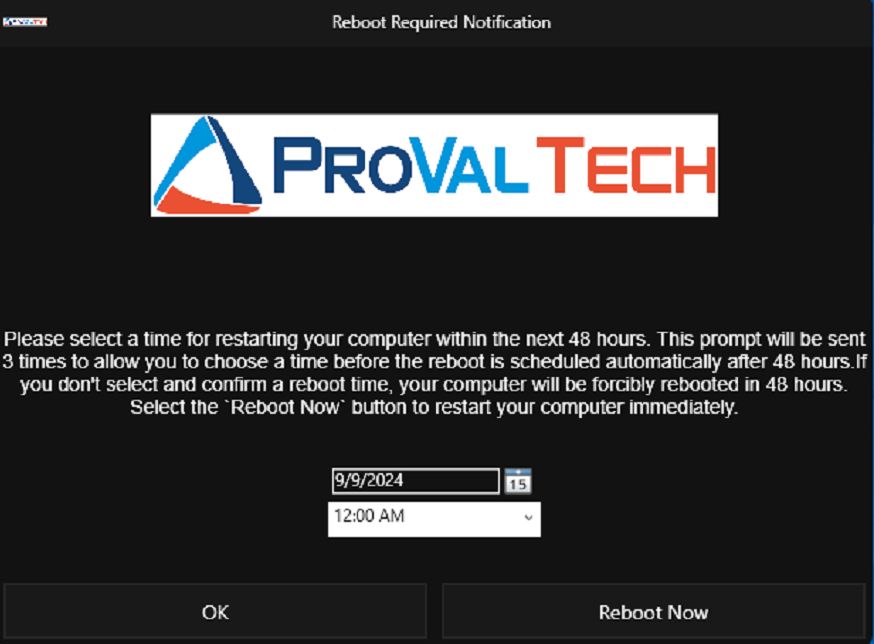 Reboot Required Notification
PROVAL TECH
Please select a time for restarting your computer within the next 48 hours. This prompt will be sent
3 times to allow you to choose a time before the reboot is scheduled automatically after 48 hours.If
you don't select and confirm a reboot time, your computer will be forcibly rebooted in 48 hours.
Select the `Reboot Now` button to restart your computer immediately.
9/9/2024
15
12:00 AM
OK
Reboot Now